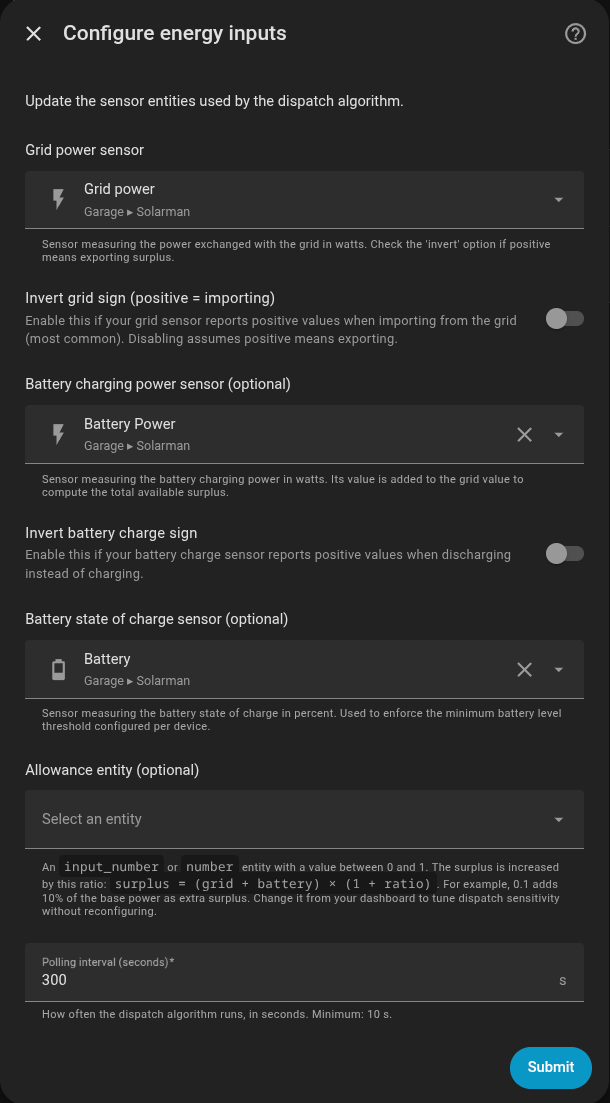 Configure energy inputs
Update the sensor entities used by the dispatch algorithm.
Grid power sensor
Grid power
Garage ▸ Solarman
Sensor measuring the power exchanged with the grid in watts. Check the 'invert' option if positive
means exporting surplus.
Invert grid sign (positive = importing)
Enable this if your grid sensor reports positive values when importing from the grid
(most common). Disabling assumes positive means exporting.
Battery charging power sensor (optional)
Battery Power
Garage ▸ Solarman
Sensor measuring the battery charging power in watts. Its value is added to the grid value to
compute the total available surplus.
Invert battery charge sign
Enable this if your battery charge sensor reports positive values when discharging
instead of charging.
Battery state of charge sensor (optional)
Battery
Garage ▸ Solarman
Sensor measuring the battery state of charge in percent. Used to enforce the minimum battery level
threshold configured per device.
Allowance entity (optional)
Select an entity
An input_number or number entity with a value between 0 and 1. The surplus is increased
by this ratio: surplus = (grid + battery) × (1 + ratio) . For example, 0.1 adds
10% of the base power as extra surplus. Change it from your dashboard to tune dispatch sensitivity
without reconfiguring.
Polling interval (seconds)*
300 s
How often the dispatch algorithm runs, in seconds. Minimum: 10 s.
Submit